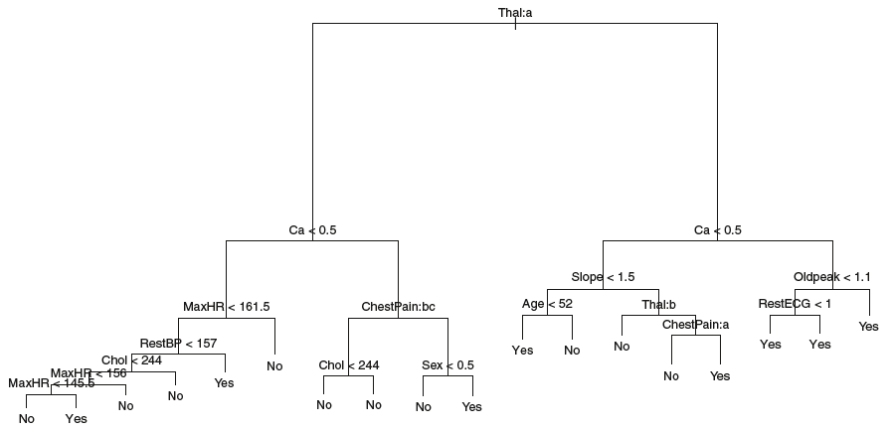 Thal:a
Ca < 0.5
Ca < 0.5
Slope < 1.5
Oldpeak < 1.1
MaxHR < 161.5
ChestPain:bc
Age < 52
Thal:b
RestECG < 1
ChestPain:a
Yes
RestBP < 157
Yes
No
No
Yes
Yes
Chol < 244
No
Chol < 244
Sex < 0.5
MaxHR < 156
No
Yes
MaxHR < 145.5
Yes
No
No
No
No
No
Yes
No
Yes